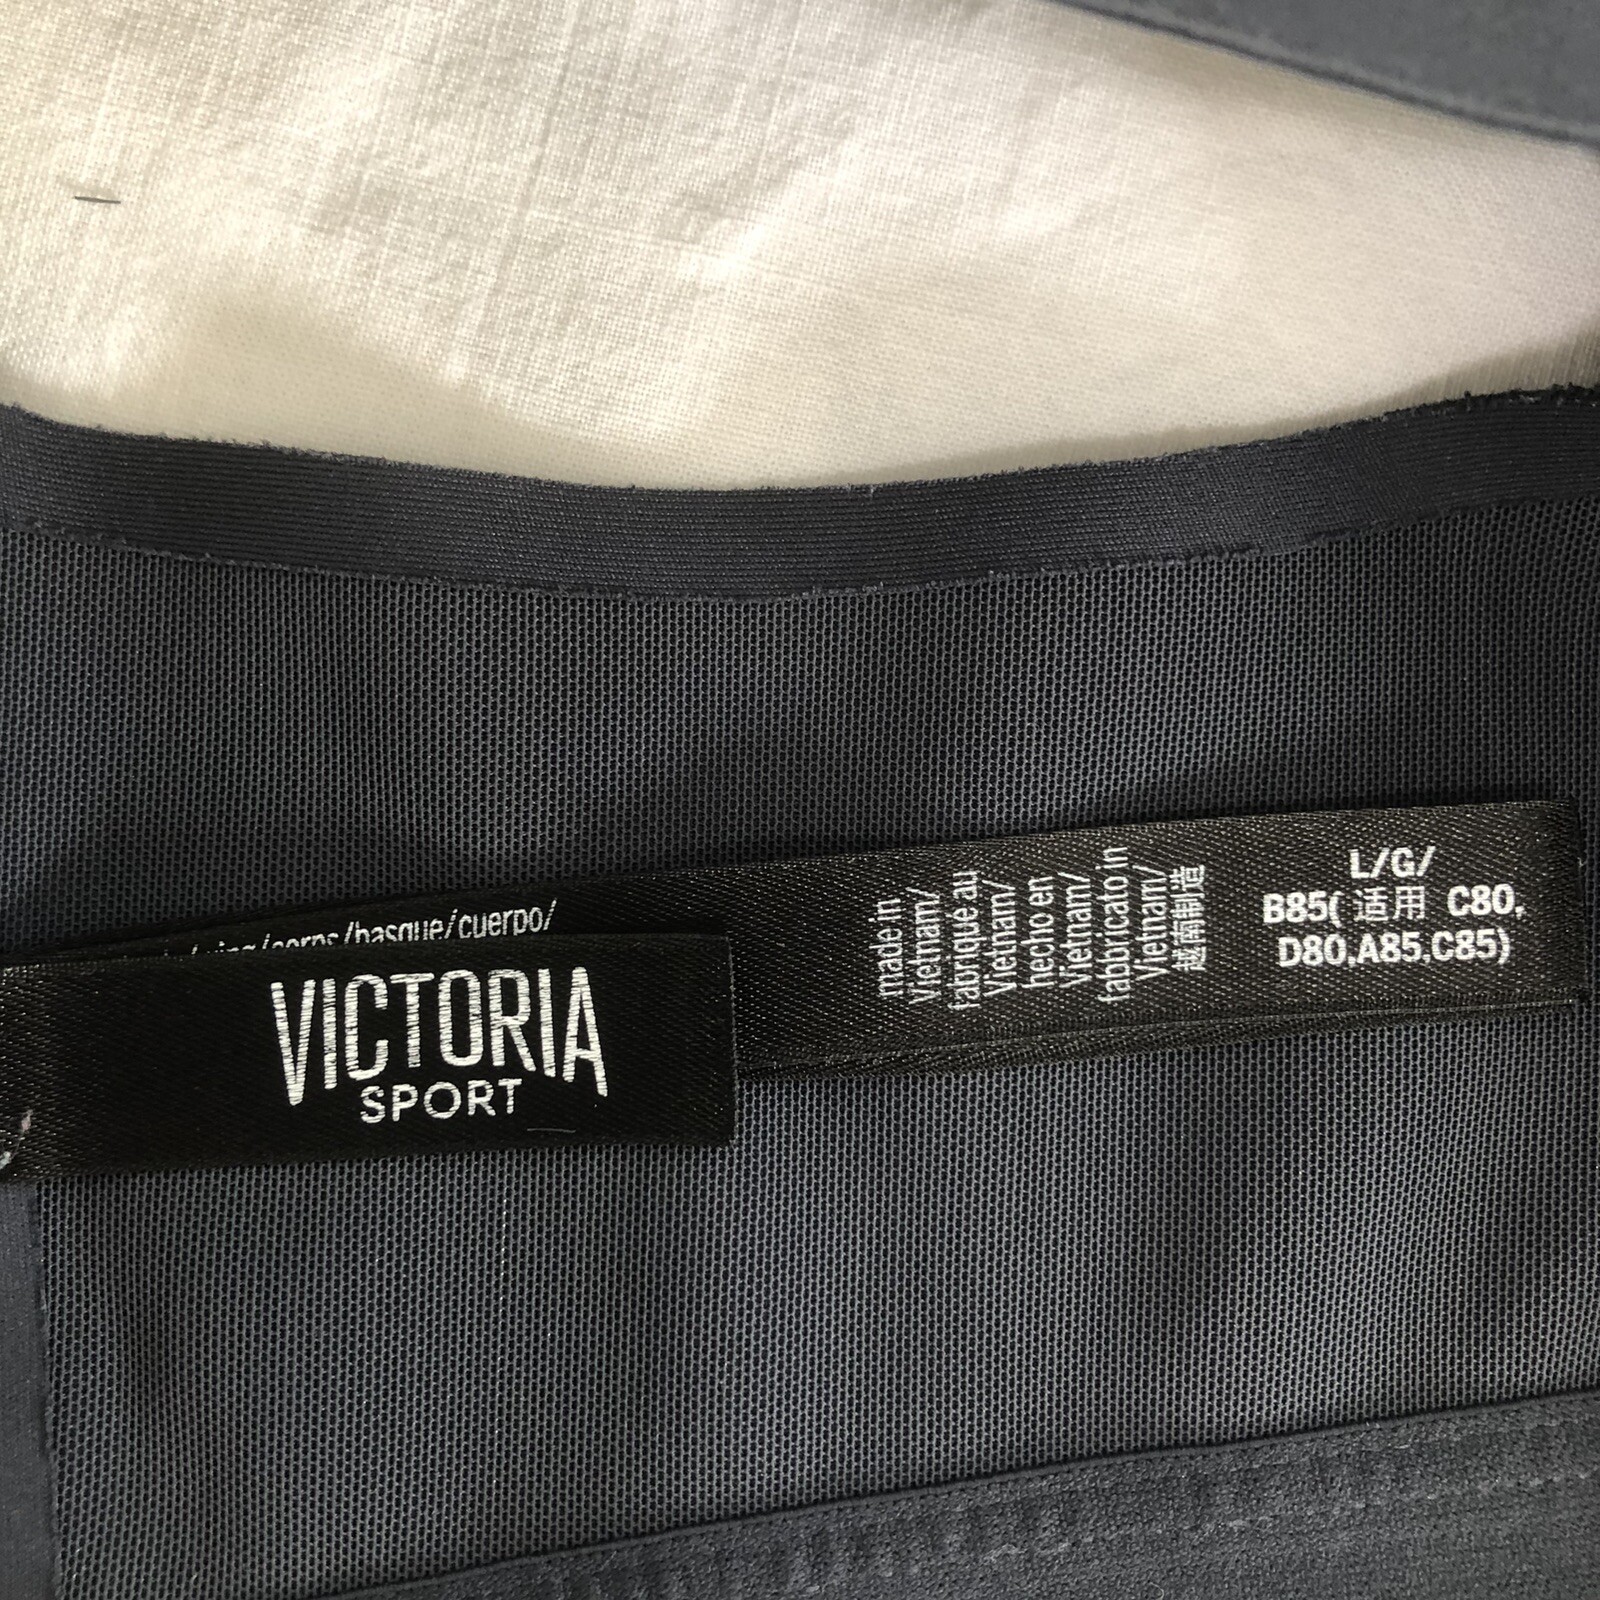 /corps/basque/cuerpo/
VICTORIA
SPORT
made in
Vietnam/
fabriqué au
Vietnam/
hecho en
Vietnam/
fabbricato in
Vietnam/
越南制造
L/G/
B85( 适用 C80,
D80,A85,C85)